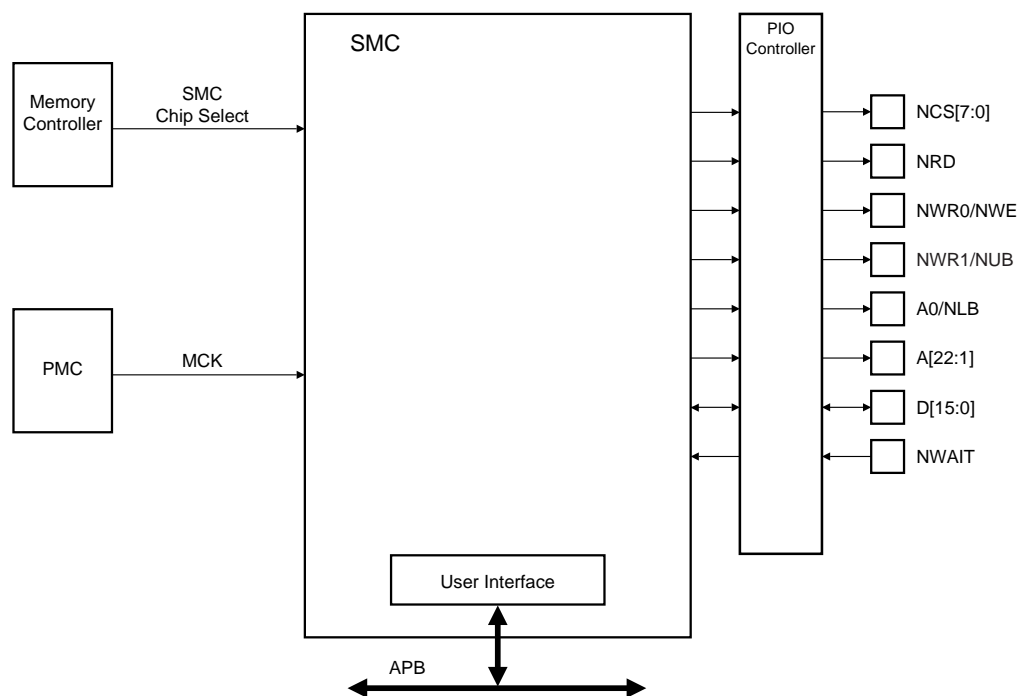 SMC
PIO
Controller
Memory
Controller
SMC
Chip Select
NCS[7:0]
NRD
NWR0/NWE
NWR1/NUB
A0/NLB
PMC
MCK
A[22:1]
D[15:0]
NWAIT
User Interface
APB